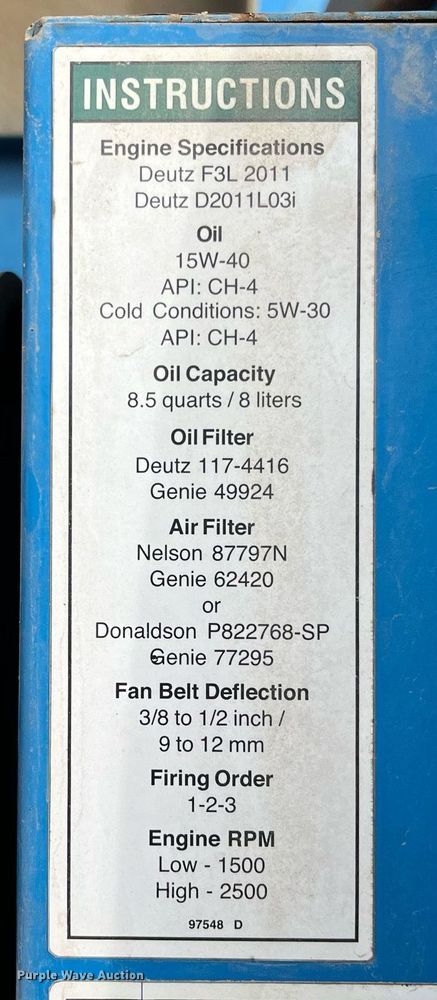 INSTRUCTIONS
Engine Specifications
Deutz F3L 2011
Deutz D2011L03i
Oil
15W-40
API: CH-4
Cold Conditions: 5W-30
API: CH-4
Oil Capacity
8.5 quarts / 8 liters
Oil Filter
Deutz 117-4416
Genie 49924
Air Filter
Nelson 87797N
Genie 62420
or
Donaldson P822768-SP
Genie 77295
Fan Belt Deflection
3/8 to 1/2 inch /
9 to 12 mm
Firing Order
1-2-3
Engine RPM
Low - 1500
High - 2500
97548 D
Purple Wave Auction